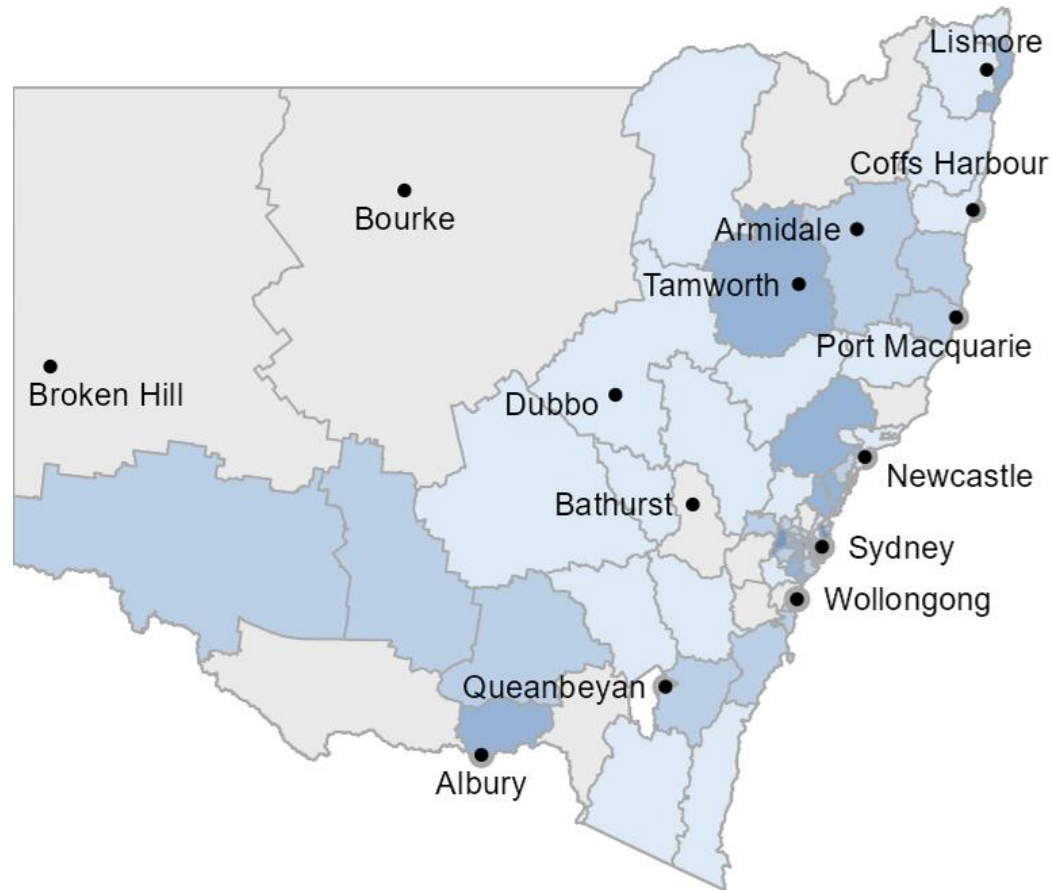 Lismore
Coffs Harbour
Bourke
Armidale
Tamworth
Port Macquarie
Broken Hill
Dubbo
Newcastle
Bathurst
Sydney
Wollongong
Queanbeyan
Albury